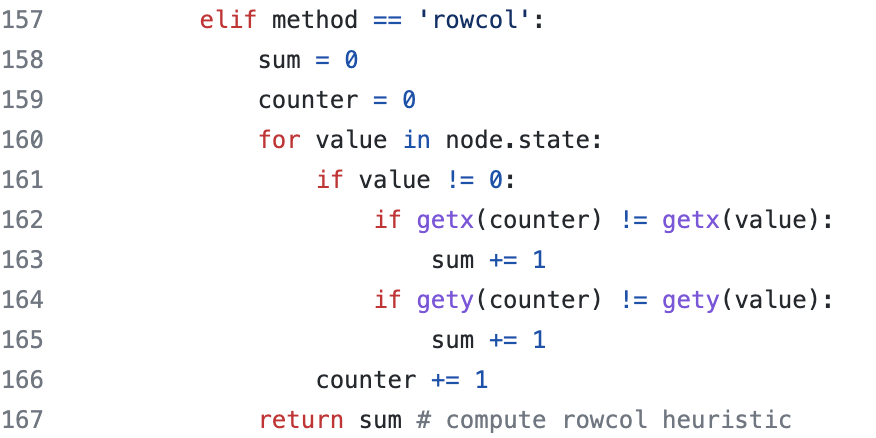 157 elif method == 'rowcol':
158 sum = 0
159 counter = 0
160 for value in node.state:
161 if value != 0:
162 if getx(counter) != getx(value):
163 sum += 1
164 if gety(counter) != gety(value):
165 sum += 1
166 counter += 1
167 return sum # compute rowcol heuristic